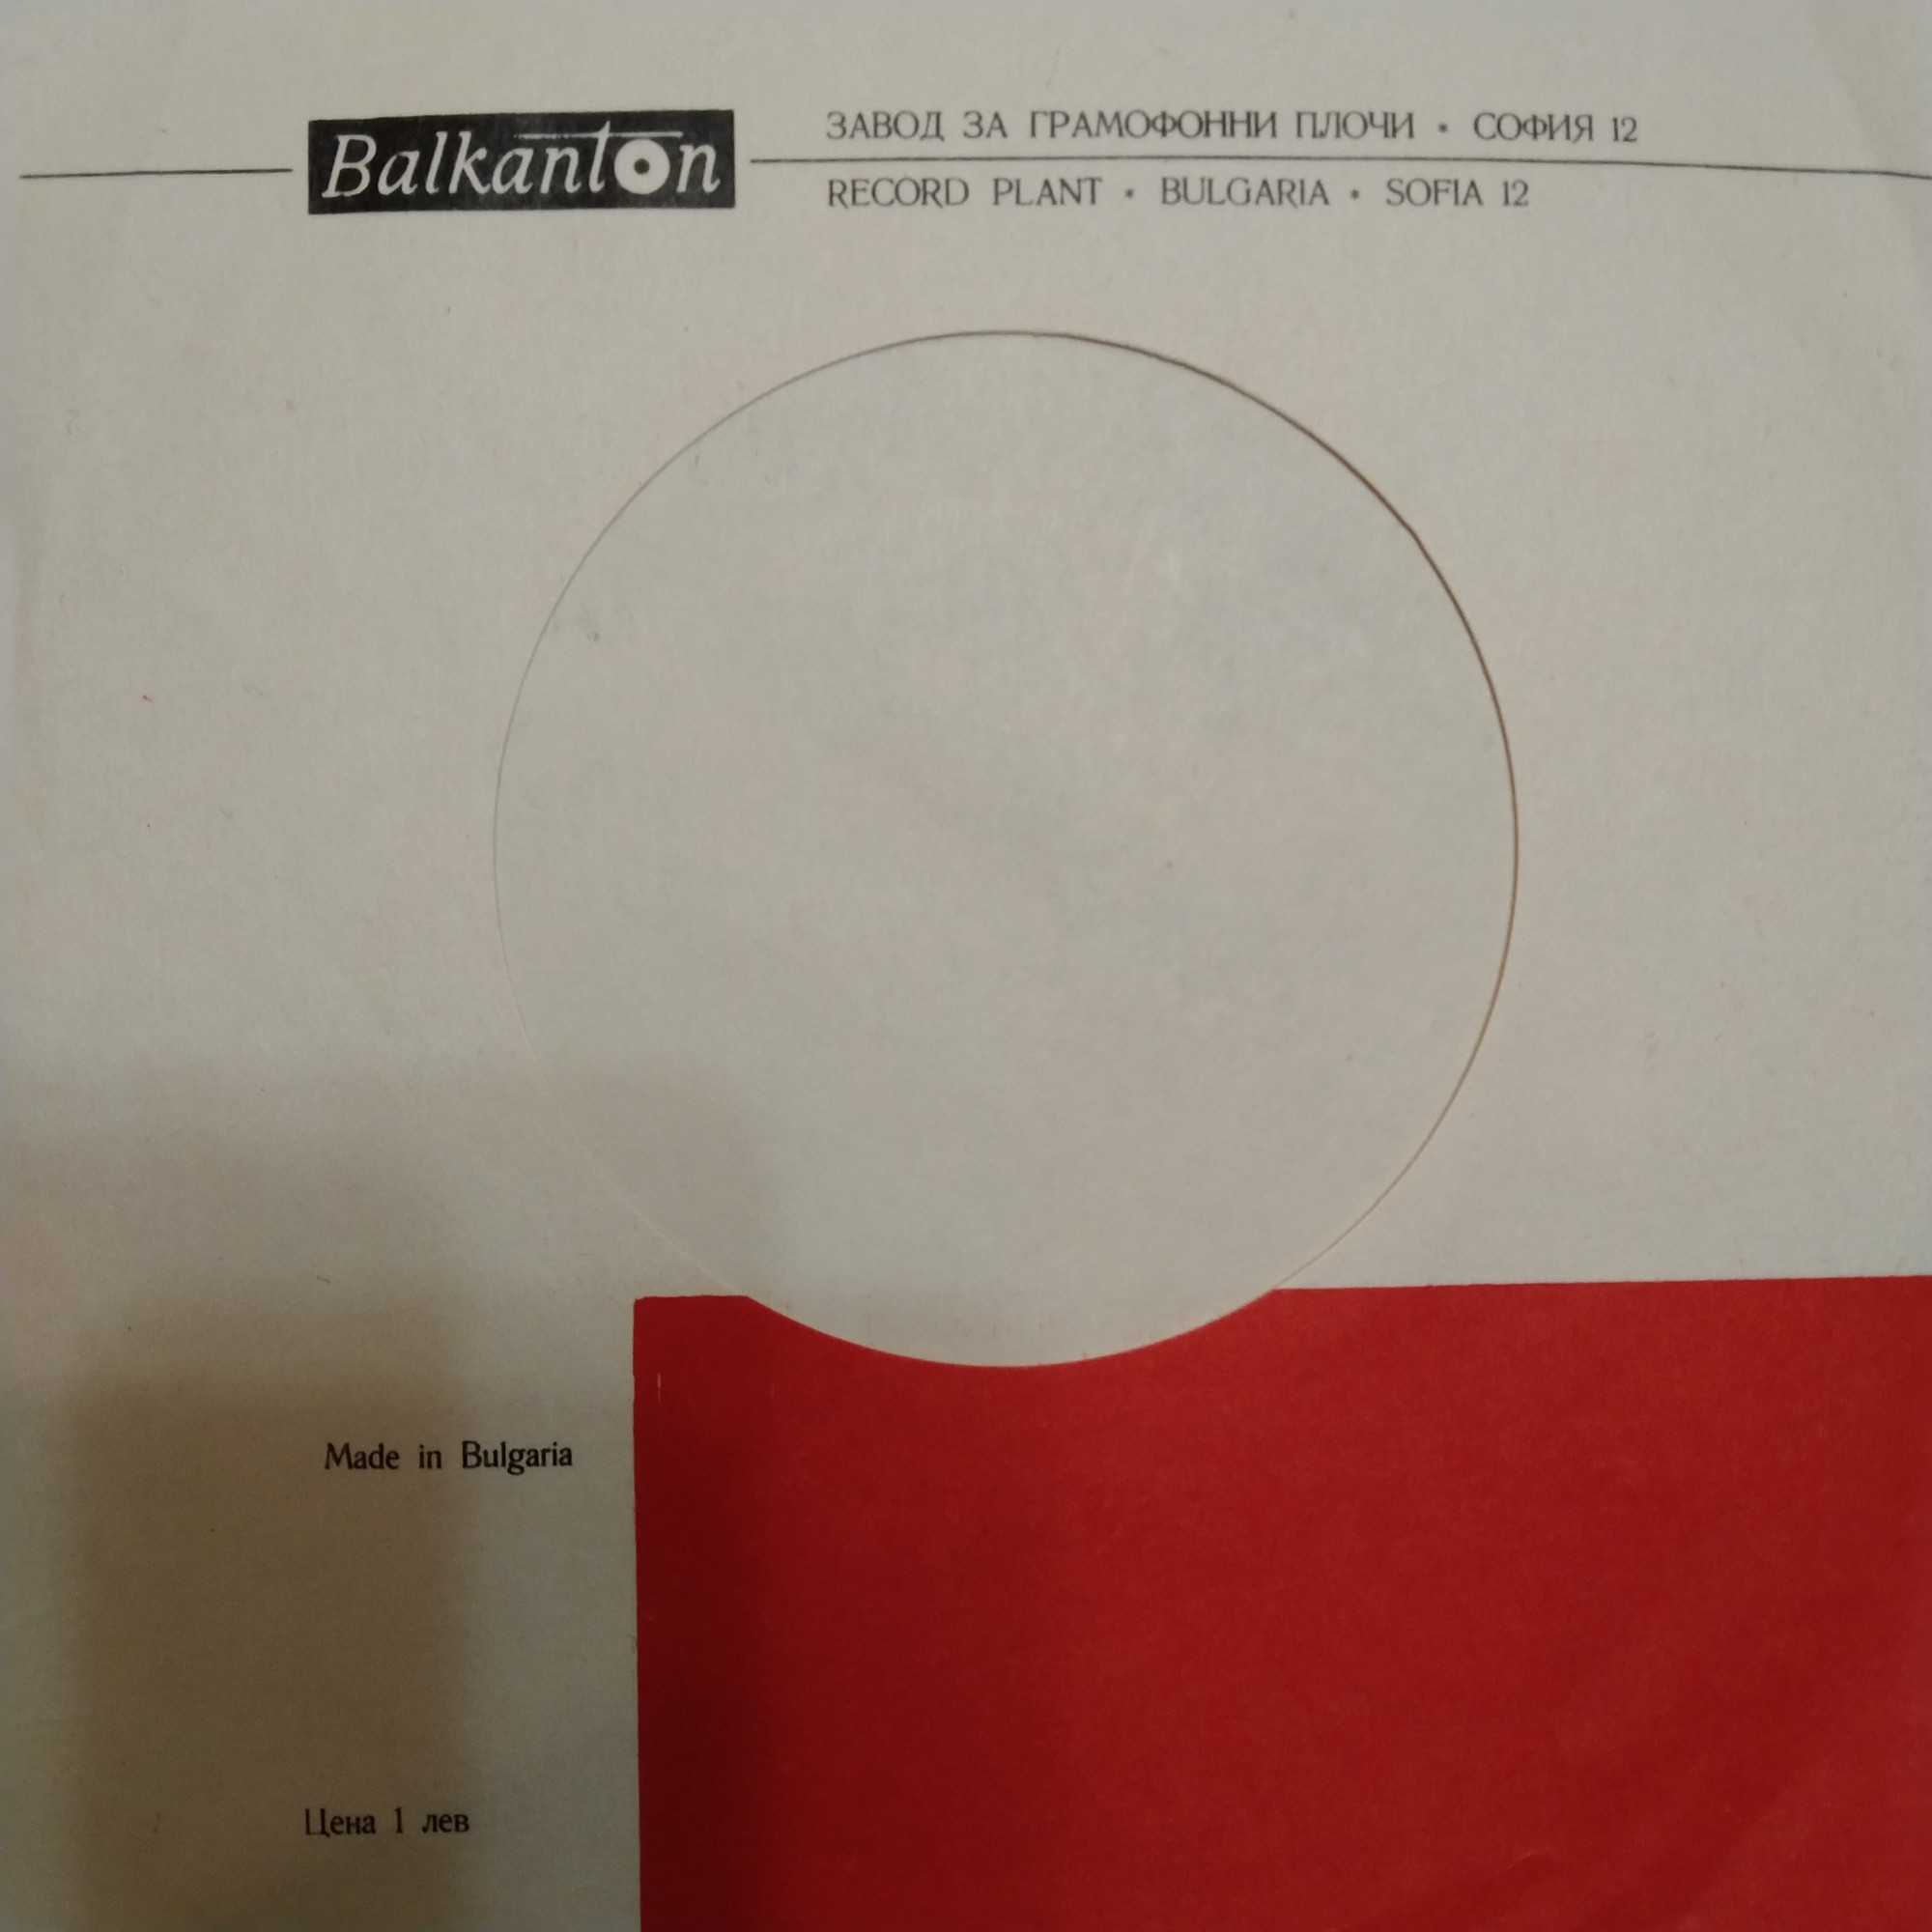 Balkanton
ЗАВОД ЗА ГРАМОФОННИ ПЛОЧИ • СОФИЯ 12
RECORD PLANT • BULGARIA • SOFIA 12
Made in Bulgaria
Цена 1 лев